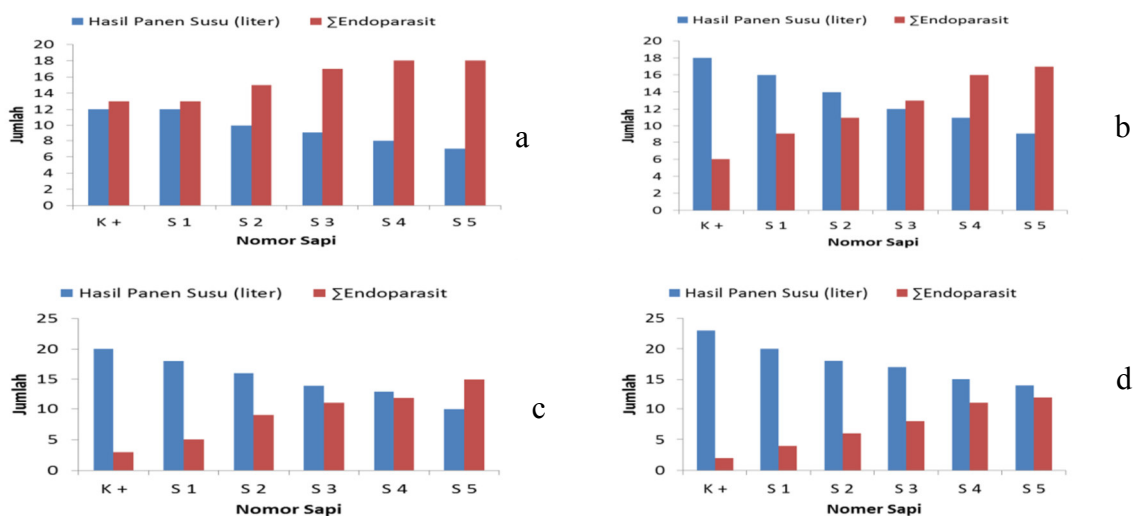 Hasil Panen Susu (liter) ∑Endoparasit
Jumlah
20
18
16
14
12
10
8
6
4
2
0
K + S 1 S 2 S 3 S 4 S 5
Nomor Sapi
a
Hasil Panen Susu (liter) ∑Endoparasit
Jumlah
20
18
16
14
12
10
8
6
4
2
0
K + S 1 S 2 S 3 S 4 S 5
Nomor Sapi
b
Hasil Panen Susu (liter) ∑Endoparasit
Jumlah
25
20
15
10
5
0
K + S 1 S 2 S 3 S 4 S 5
Nomor Sapi
c
Hasil Panen Susu (liter) ∑Endoparasit
Jumlah
25
20
15
10
5
0
K + S 1 S 2 S 3 S 4 S 5
Nomer Sapi
d